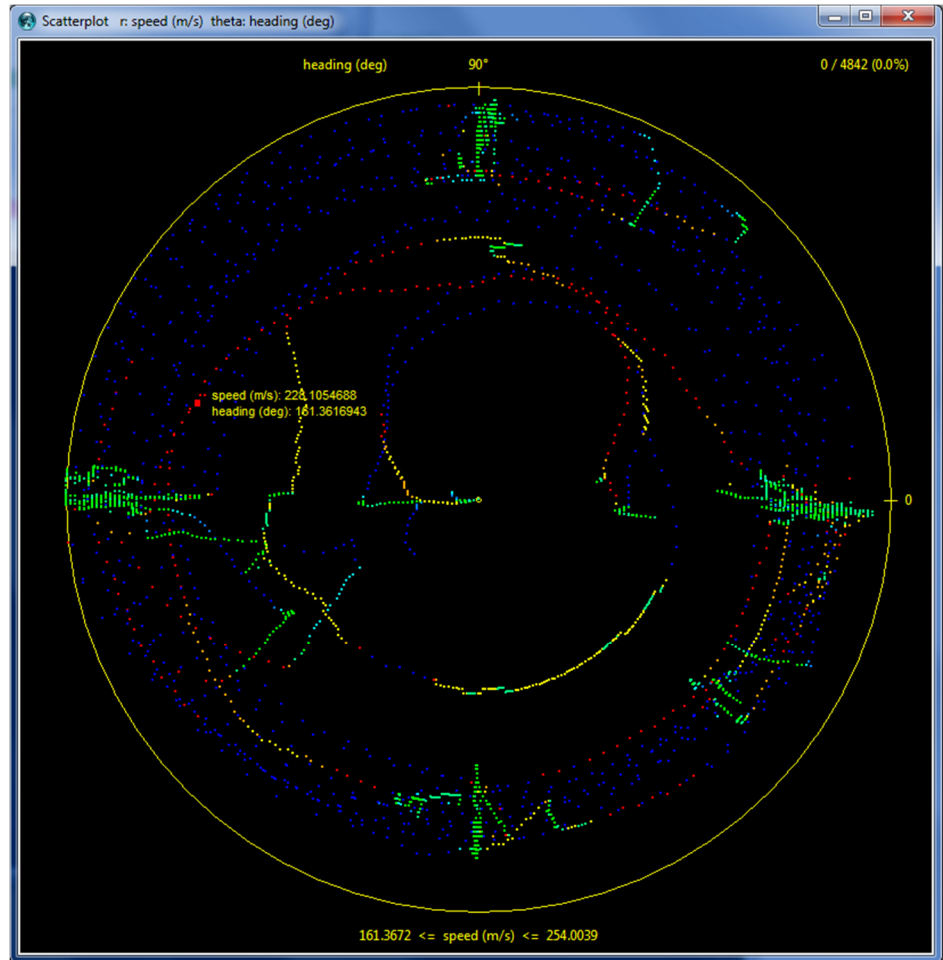 Scatterplot r: speed (m/s) theta: heading (deg)
heading (deg) 90° 0 / 4842 (0.0%)
speed (m/s): 228.1054688
heading (deg): 161.3616943
0
161.3672 <= speed (m/s) <= 254.0039